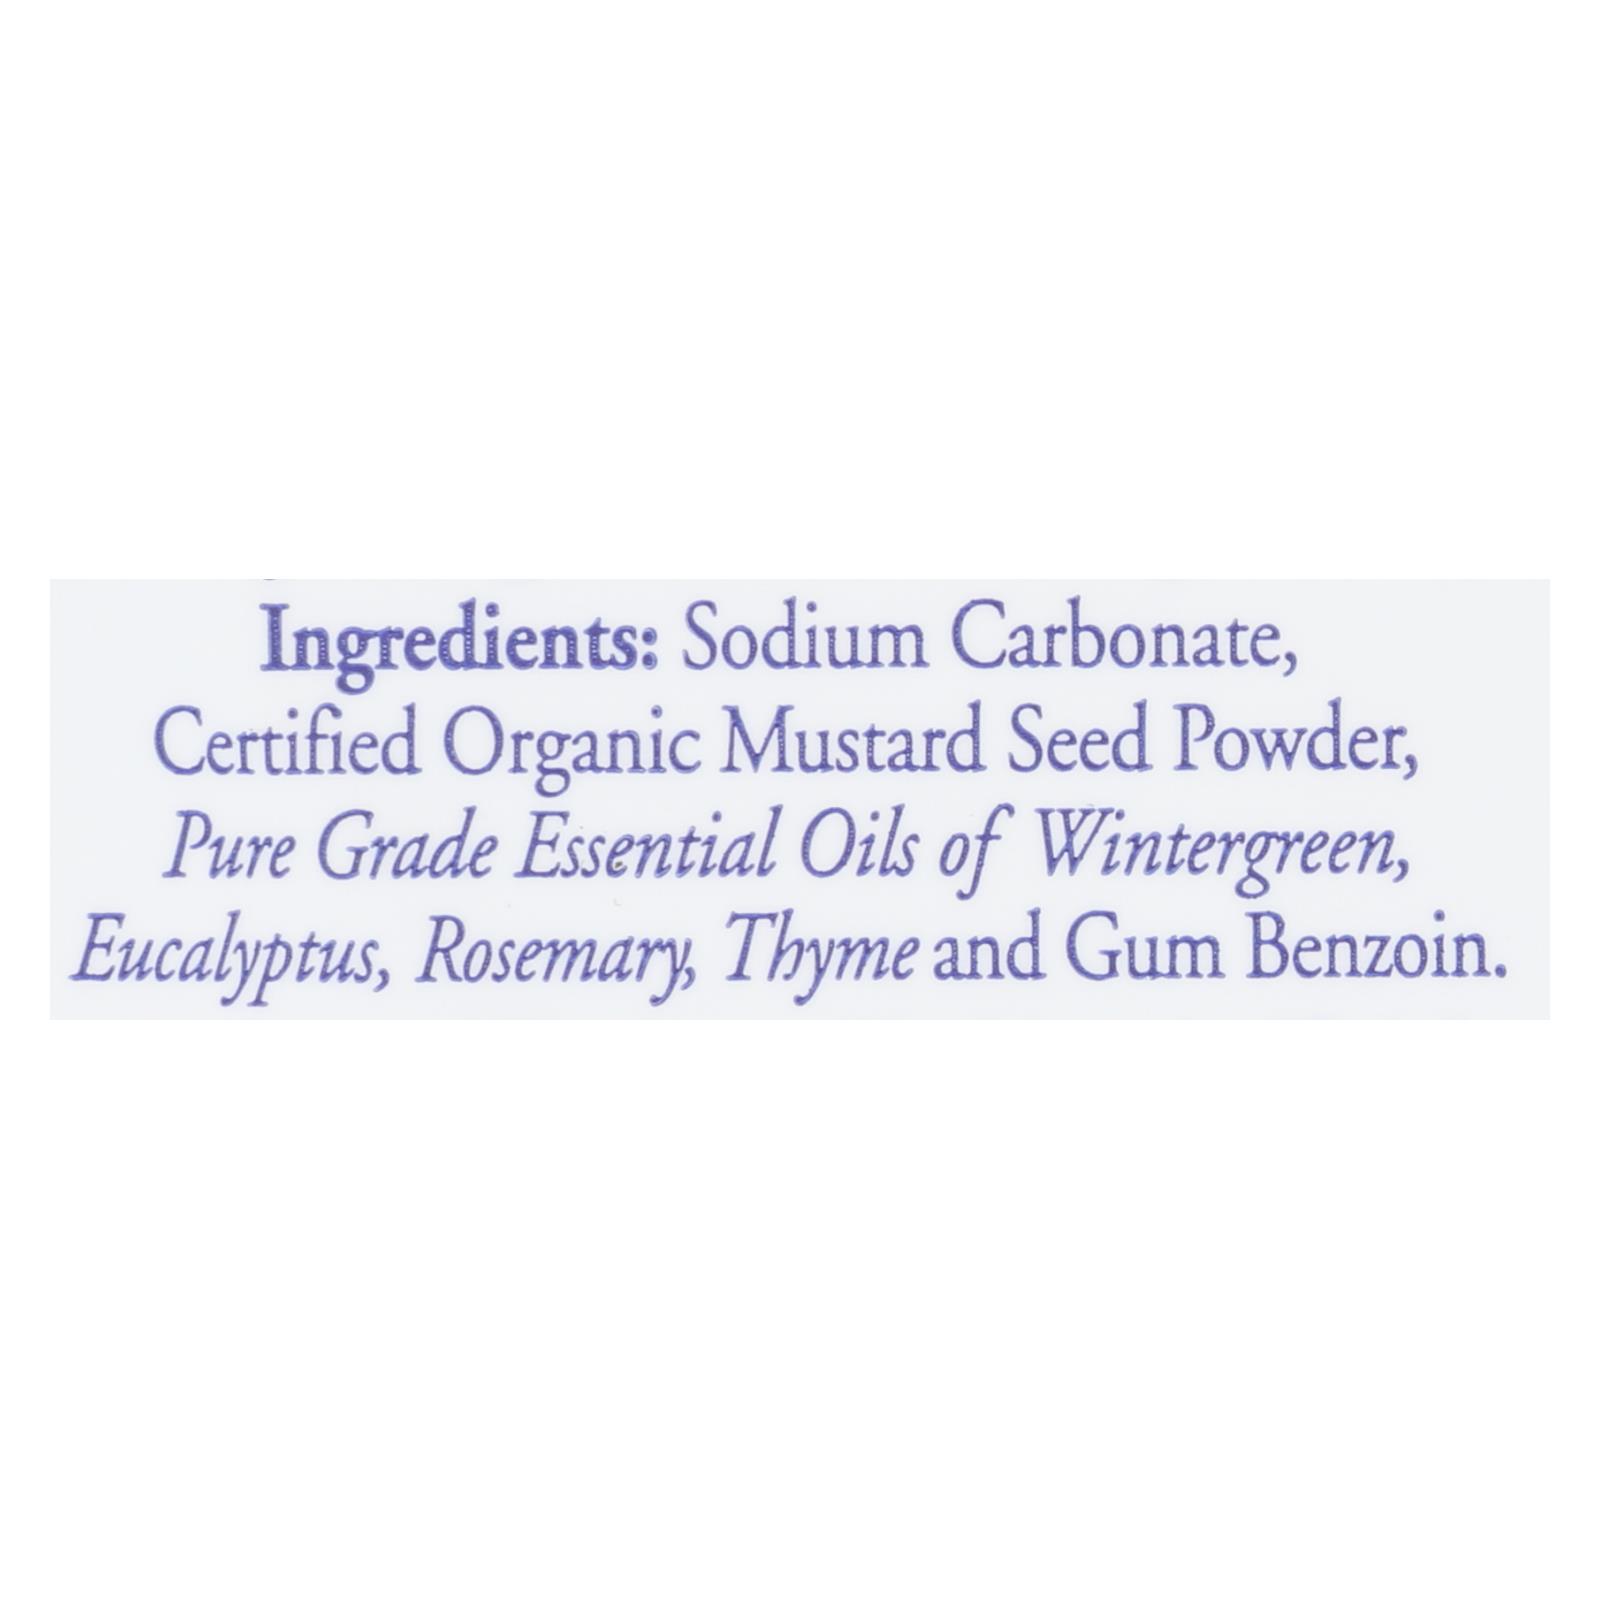 Ingredients: Sodium Carbonate,
Certified Organic Mustard Seed Powder,
Pure Grade Essential Oils of Wintergreen,
Eucalyptus, Rosemary, Thyme and Gum Benzoin.